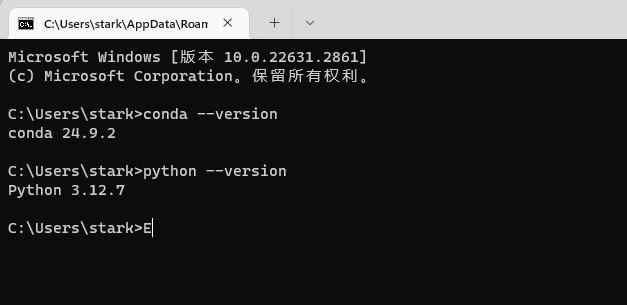 C:\Users\stark\AppData\Roam
Microsoft Windows [版本 10.0.22631.2861]
(c) Microsoft Corporation。保留所有权利。
C:\Users\stark>conda --version
conda 24.9.2
C:\Users\stark>python --version
Python 3.12.7
C:\Users\stark>E